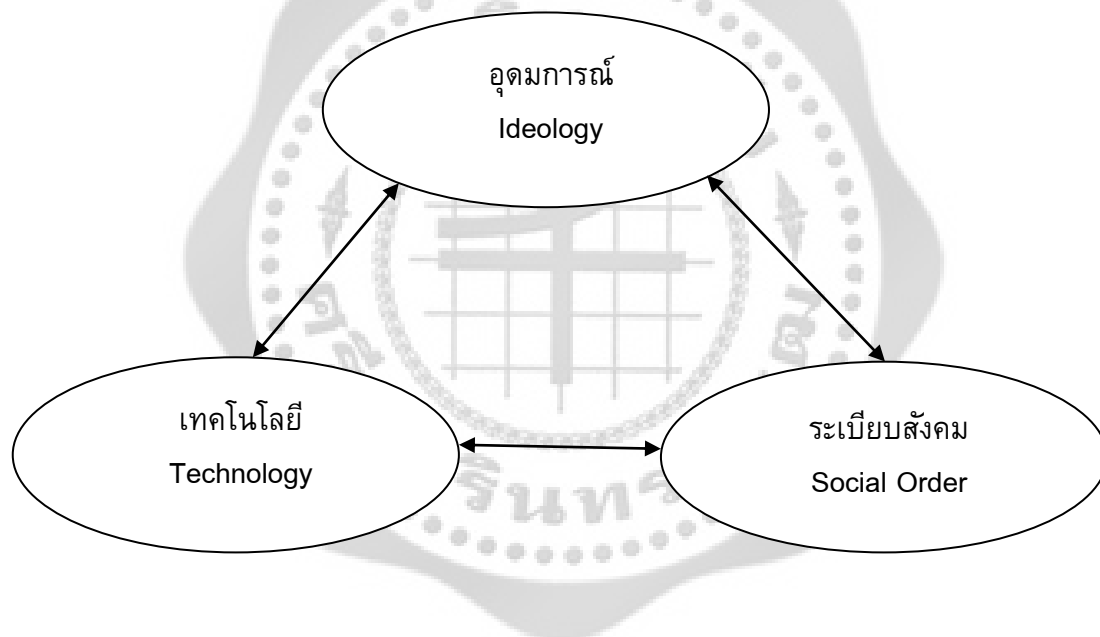 อุดมการณ์
Ideology
เทคโนโลยี
Technology
ระเบียบสังคม
Social Order